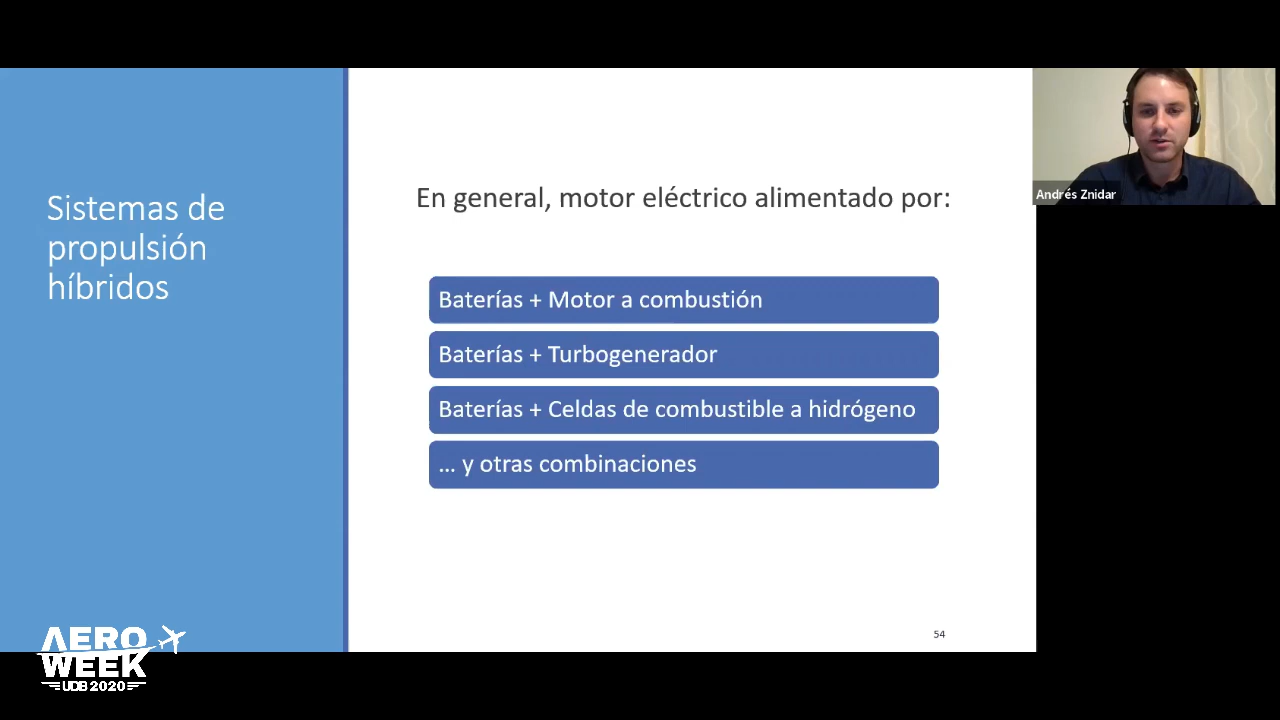 Sistemas de
propulsión
híbridos
En general, motor eléctrico alimentado por:
Baterías + Motor a combustión
Baterías + Turbogenerador
Baterías + Celdas de combustible a hidrógeno
... y otras combinaciones
54
Andrés Znidar
AERO
WEEK
UDB 2020